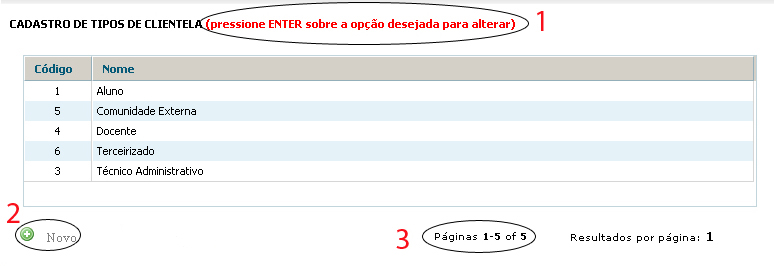 CADASTRO DE TIPOS DE CLIENTELA (pressione ENTER sobre a opção desejada para alterar) 1
Código Nome
1 Aluno
5 Comunidade Externa
4 Docente
6 Terceirizado
3 Técnico Administrativo
2
Novo 3 Páginas 1-5 of 5 Resultados por página: 1